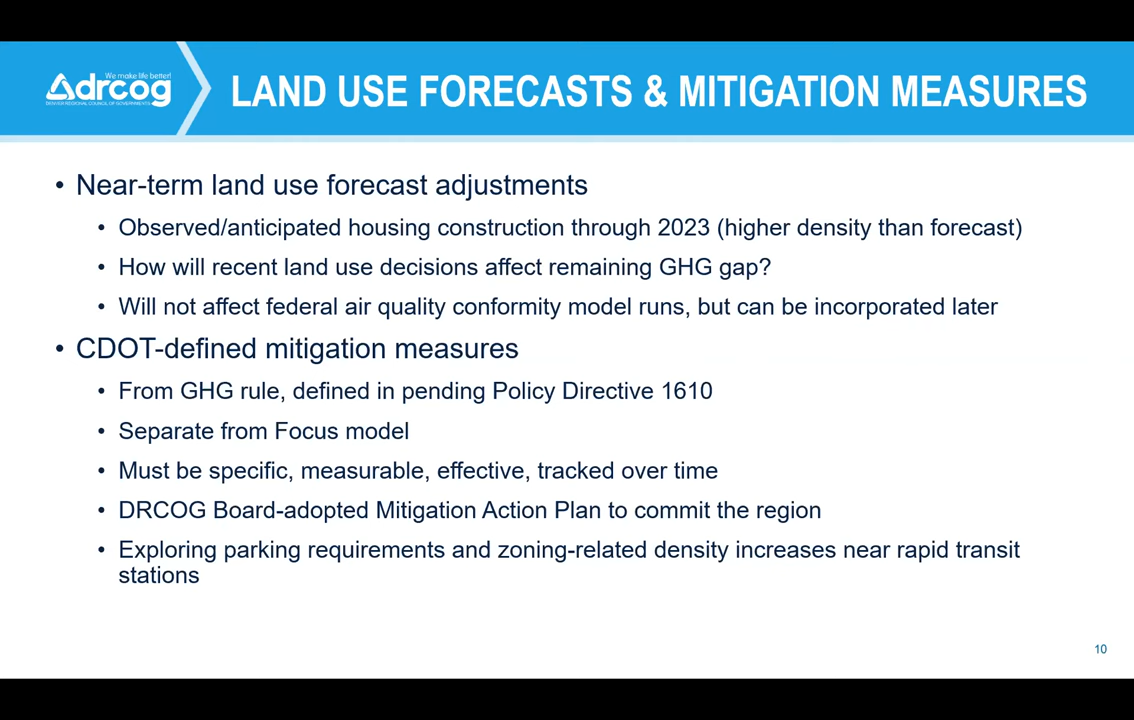 We make life better!
drcog
DENVER REGIONAL COUNCIL OF GOVERNMENTS
LAND USE FORECASTS & MITIGATION MEASURES
• Near-term land use forecast adjustments
• Observed/anticipated housing construction through 2023 (higher density than forecast)
• How will recent land use decisions affect remaining GHG gap?
• Will not affect federal air quality conformity model runs, but can be incorporated later
• CDOT-defined mitigation measures
• From GHG rule, defined in pending Policy Directive 1610
• Separate from Focus model
• Must be specific, measurable, effective, tracked over time
• DRCOG Board-adopted Mitigation Action Plan to commit the region
• Exploring parking requirements and zoning-related density increases near rapid transit
stations
10